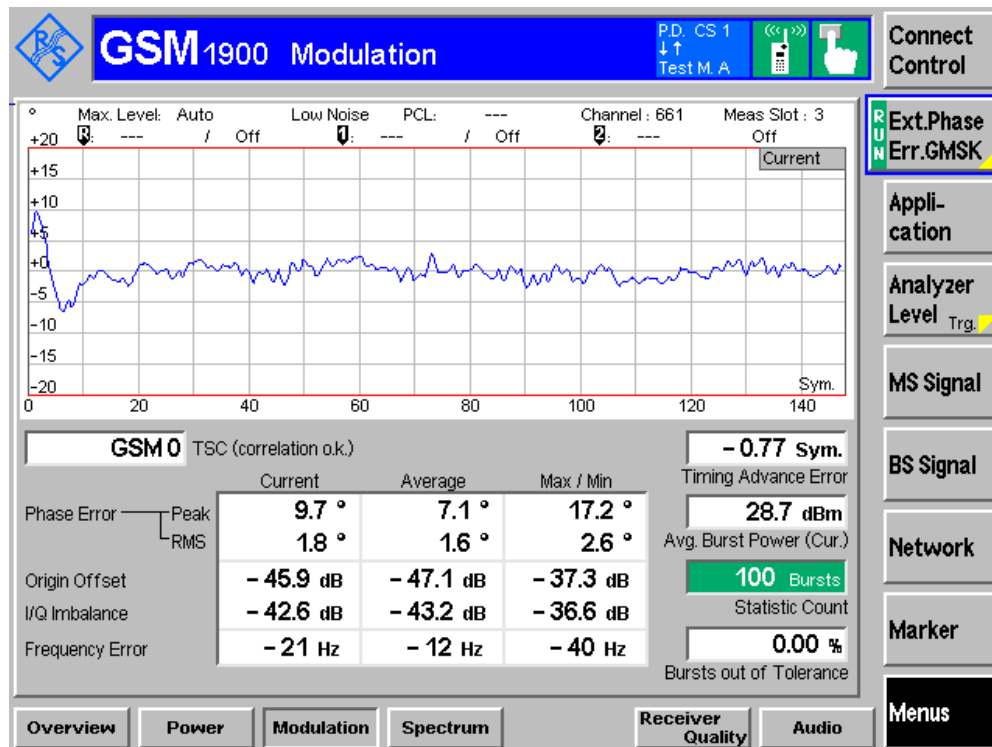 R&S
GSM1900 Modulation
P.D. CS 1
Test M. A
Connect Control
° Max. Level: Auto Low Noise PCL: --- Channel : 661 Meas Slot : 3
R: --- / Off 1: --- / Off 2: --- Off
Current
+20
+15
+10
+5
+0
-5
-10
-15
-20
Sym.
0 20 40 60 80 100 120 140
RUN
Ext.Phase Err.GMSK
Appli-cation
Analyzer Level Trg.
MS Signal
BS Signal
Network
Marker
Menus
GSM 0 TSC (correlation o.k.)
Current Average Max / Min
Phase Error Peak 9.7 ° 7.1 ° 17.2 °
RMS 1.8 ° 1.6 ° 2.6 °
Origin Offset – 45.9 dB – 47.1 dB – 37.3 dB
I/Q Imbalance – 42.6 dB – 43.2 dB – 36.6 dB
Frequency Error – 21 Hz – 12 Hz – 40 Hz
– 0.77 Sym.
Timing Advance Error
28.7 dBm
Avg. Burst Power (Cur.)
100 Bursts
Statistic Count
0.00 %
Bursts out of Tolerance
Overview Power Modulation Spectrum Receiver Quality Audio